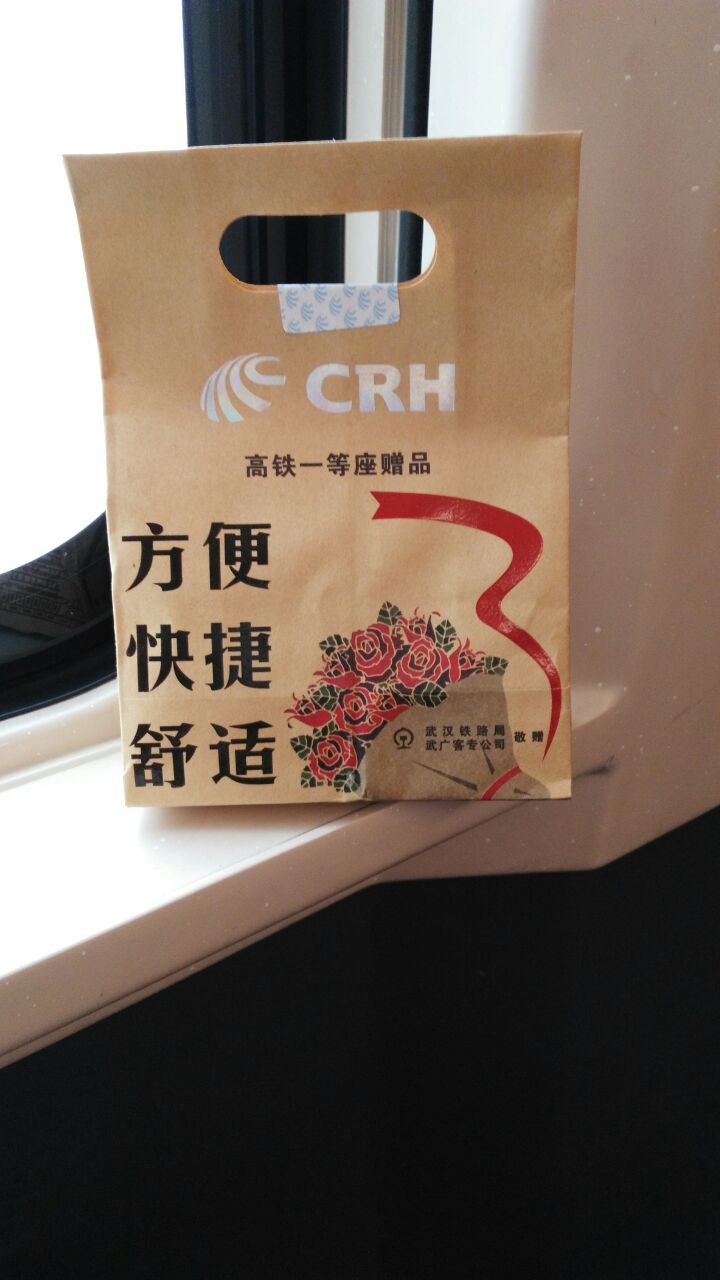 CRH
高铁一等座赠品
方便
快捷
舒适
武汉铁路局
武广客专公司 敬赠